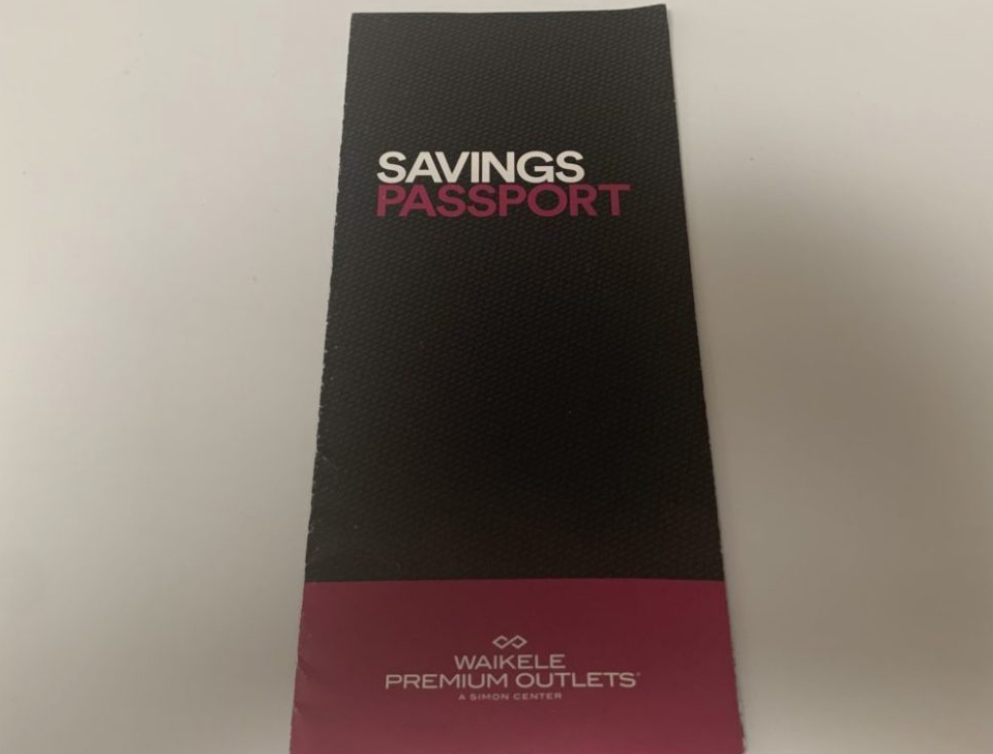 SAVINGS
PASSPORT
WAIKELE
PREMIUM OUTLETS®
A SIMON CENTER